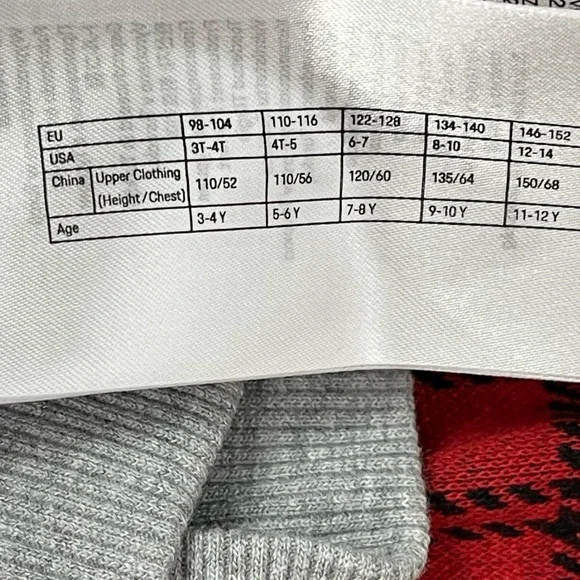 EU 98-104 110-116 122-128 134-140 146-152
USA 3T-4T 4T-5 6-7 8-10 12-14
China Upper Clothing (Height/Chest) 110/52 110/56 120/60 135/64 150/68
Age 3-4 Y 5-6 Y 7-8 Y 9-10 Y 11-12 Y